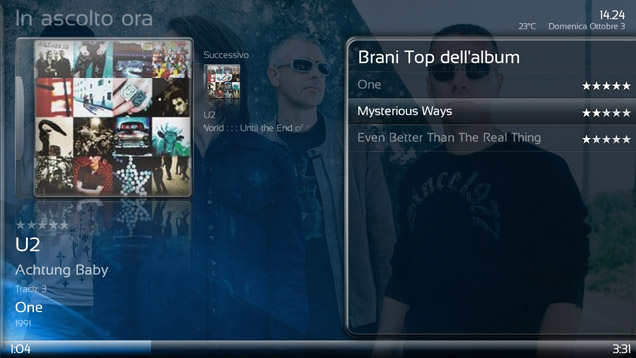 In ascolto ora
14.24
23°C Domenica Ottobre 3
Successivo
U2
World : : : Until the End of
Brani Top dell'album
One
Mysterious Ways
Even Better Than The Real Thing
since1977
U2
Achtung Baby
Track: 3
One
1991
1:04
3:31